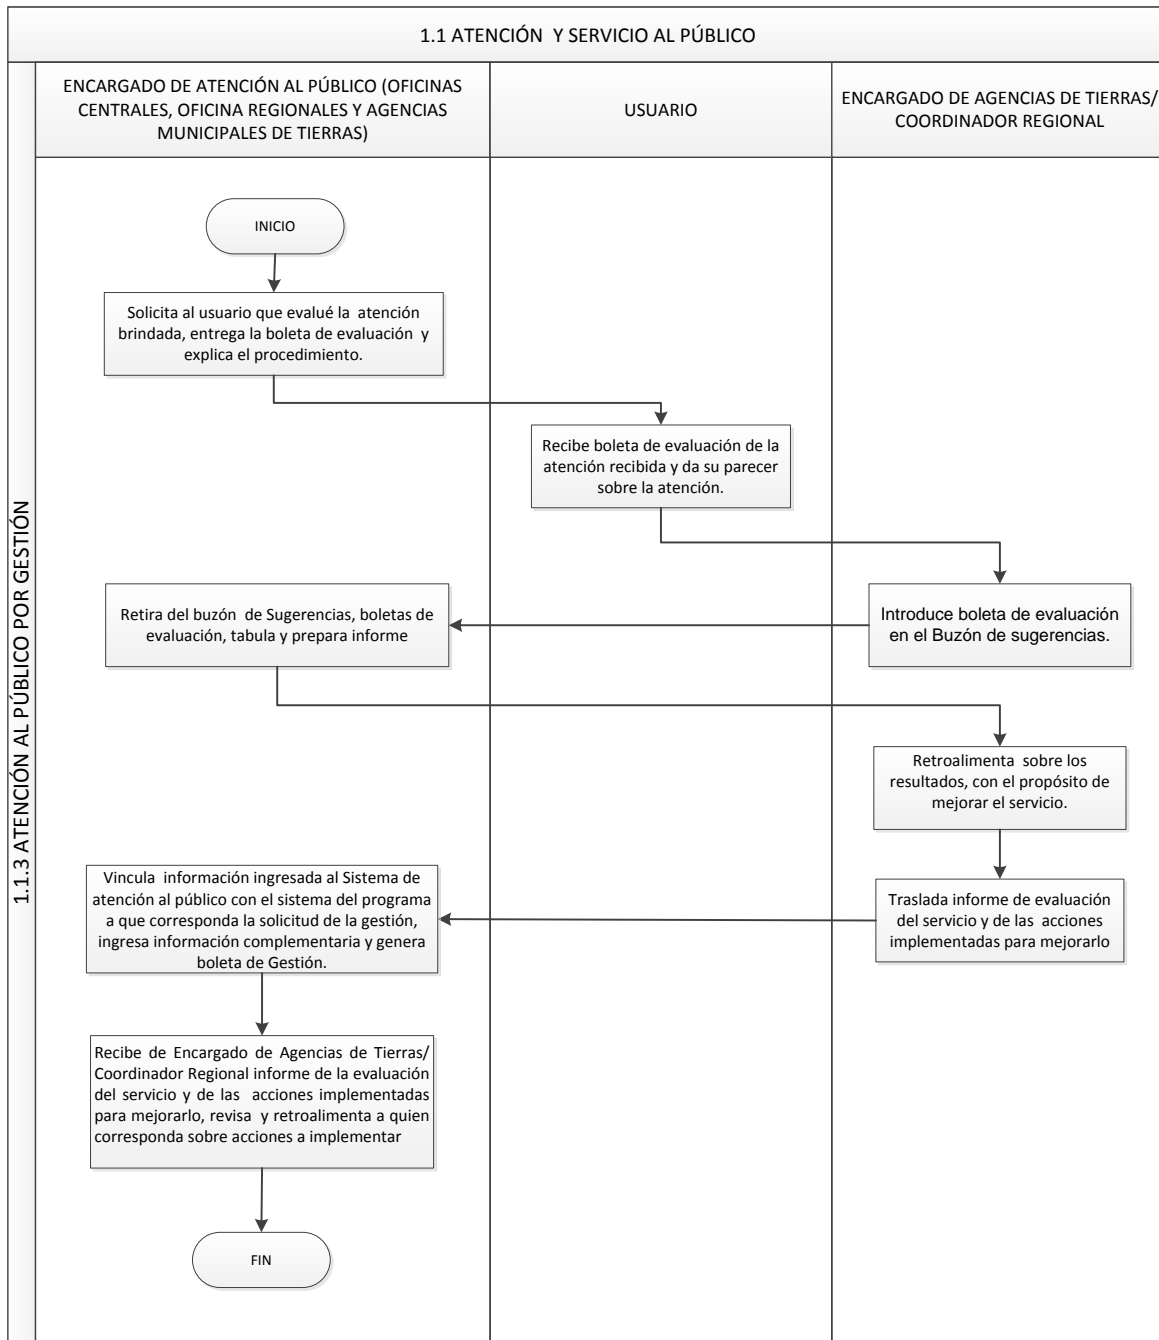 1.1 ATENCIÓN Y SERVICIO AL PÚBLICO
1.1.3 ATENCIÓN AL PÚBLICO POR GESTIÓN
ENCARGADO DE ATENCIÓN AL PÚBLICO (OFICINAS
CENTRALES, OFICINA REGIONALES Y AGENCIAS
MUNICIPALES DE TIERRAS)
USUARIO
ENCARGADO DE AGENCIAS DE TIERRAS/
COORDINADOR REGIONAL
INICIO
Solicita al usuario que evalué la atención
brindada, entrega la boleta de evaluación y
explica el procedimiento.
Recibe boleta de evaluación de la
atención recibida y da su parecer
sobre la atención.
Introduce boleta de evaluación
en el Buzón de sugerencias.
Retira del buzón de Sugerencias, boletas de
evaluación, tabula y prepara informe
Retroalimenta sobre los
resultados, con el propósito de
mejorar el servicio.
Traslada informe de evaluación
del servicio y de las acciones
implementadas para mejorarlo
Vincula información ingresada al Sistema de
atención al público con el sistema del programa
a que corresponda la solicitud de la gestión,
ingresa información complementaria y genera
boleta de Gestión.
Recibe de Encargado de Agencias de Tierras/
Coordinador Regional informe de la evaluación
del servicio y de las acciones implementadas
para mejorarlo, revisa y retroalimenta a quien
corresponda sobre acciones a implementar
FIN